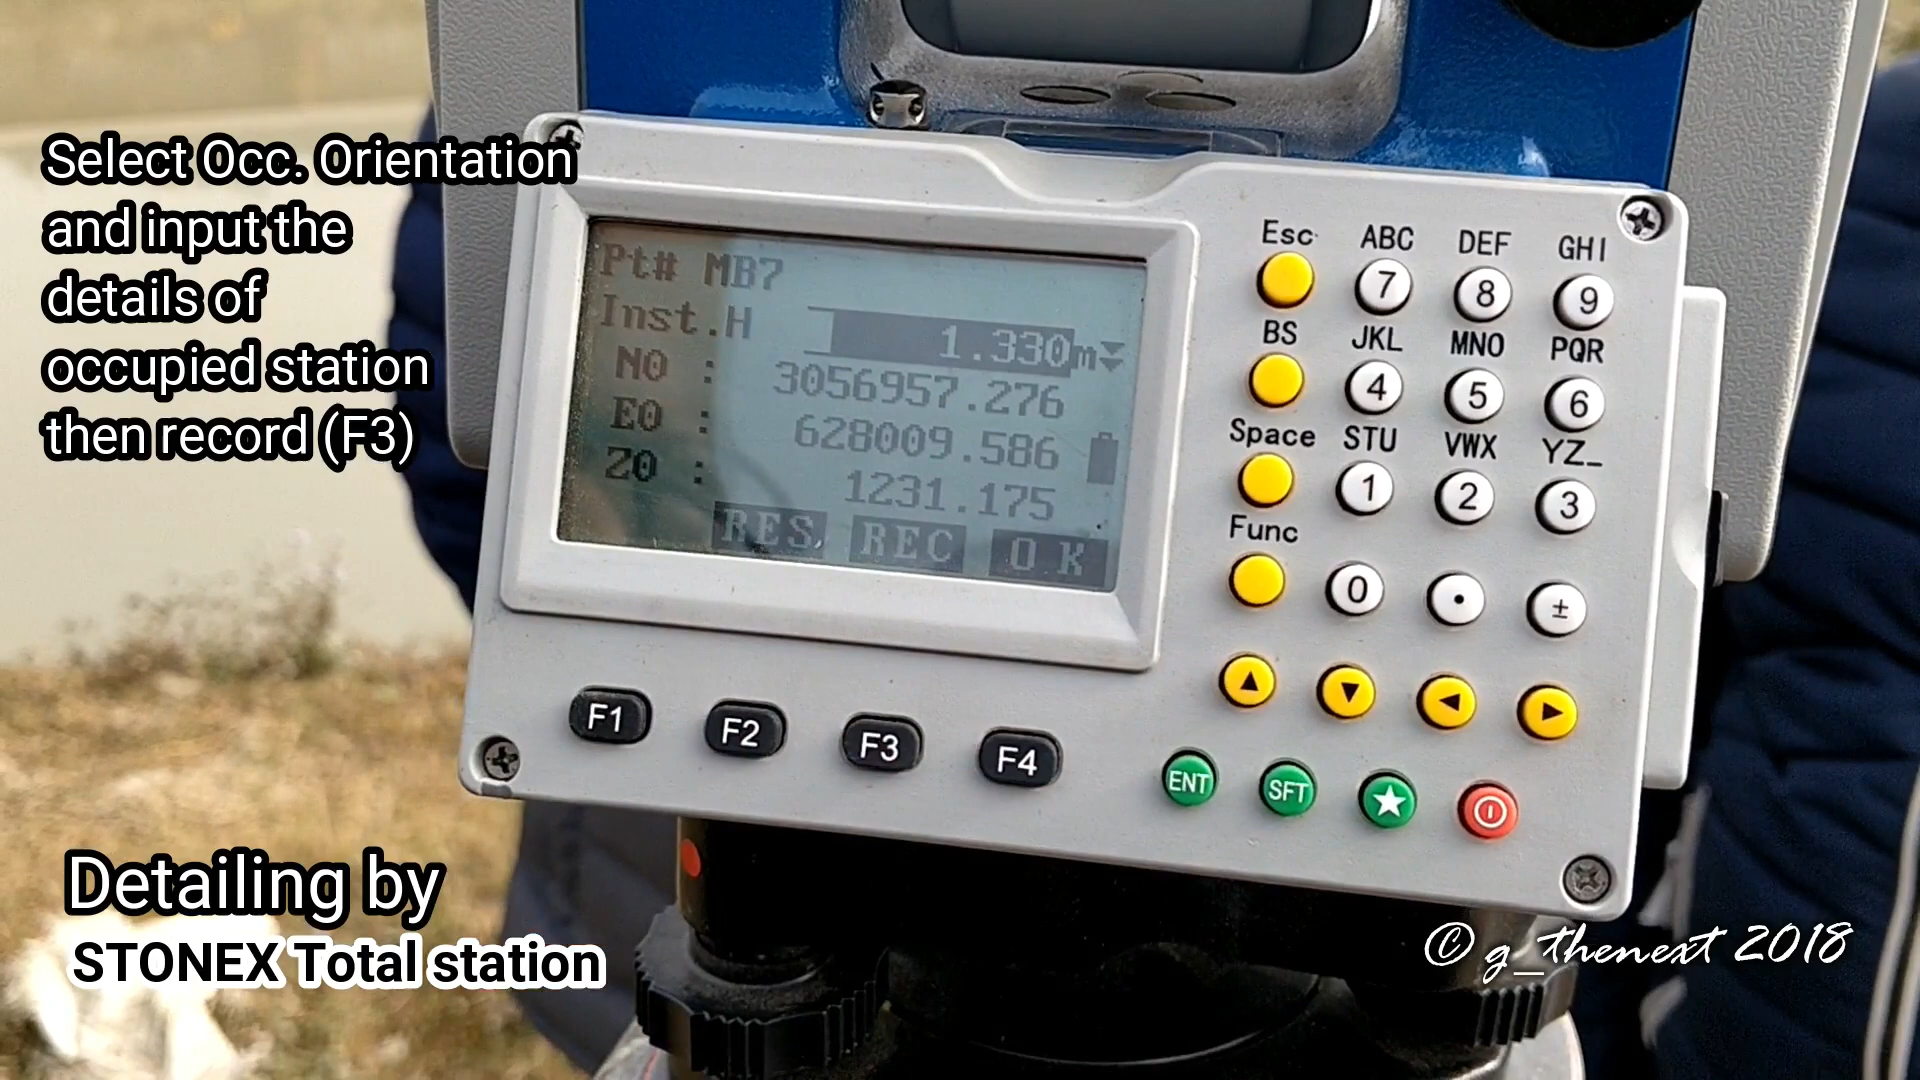 Select Occ. Orientation
and input the
details of
occupied station
then record (F3)
Pt# MB7
Inst.H 1.330m
N0 : 3056957.276
E0 : 628009.586
Z0 : 1231.175
RES REC OK
Esc ABC DEF GHI
7 8 9
BS JKL MNO PQR
4 5 6
Space STU VWX YZ_
1 2 3
Func
0 . ±
F1 F2 F3 F4
ENT SFT
Detailing by
STONEX Total station
© g_thenext 2018